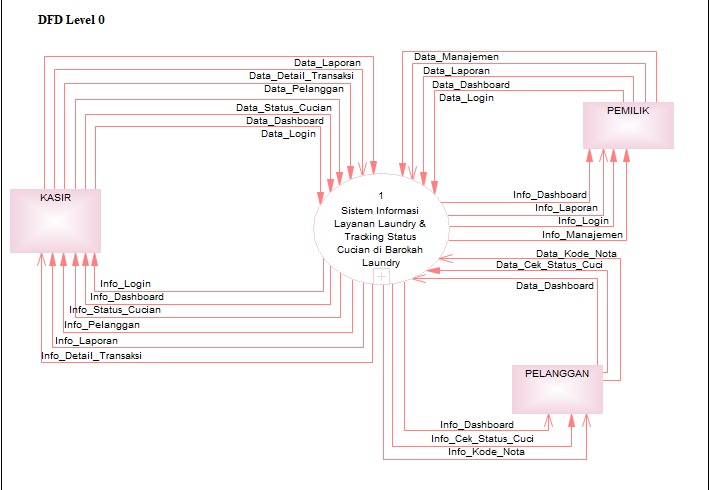 DFD Level 0
Data_Laporan
Data_Detail_Transaksi
Data_Pelanggan
Data_Status_Cucian
Data_Dashboard
Data_Login
Data_Manajemen
Data_Laporan
Data_Dashboard
Data_Login
PEMILIK
KASIR
1
Sistem Informasi
Layanan Laundry &
Tracking Status
Cucian di Barokah
Laundry
Info_Dashboard
Info_Laporan
Info_Login
Info_Manajemen
Data_Kode_Nota
Data_Cek_Status_Cuci
Data_Dashboard
Info_Login
Info_Dashboard
Info_Status_Cucian
Info_Pelanggan
Info_Laporan
Info_Detail_Transaksi
PELANGGAN
Info_Dashboard
Info_Cek_Status_Cuci
Info_Kode_Nota